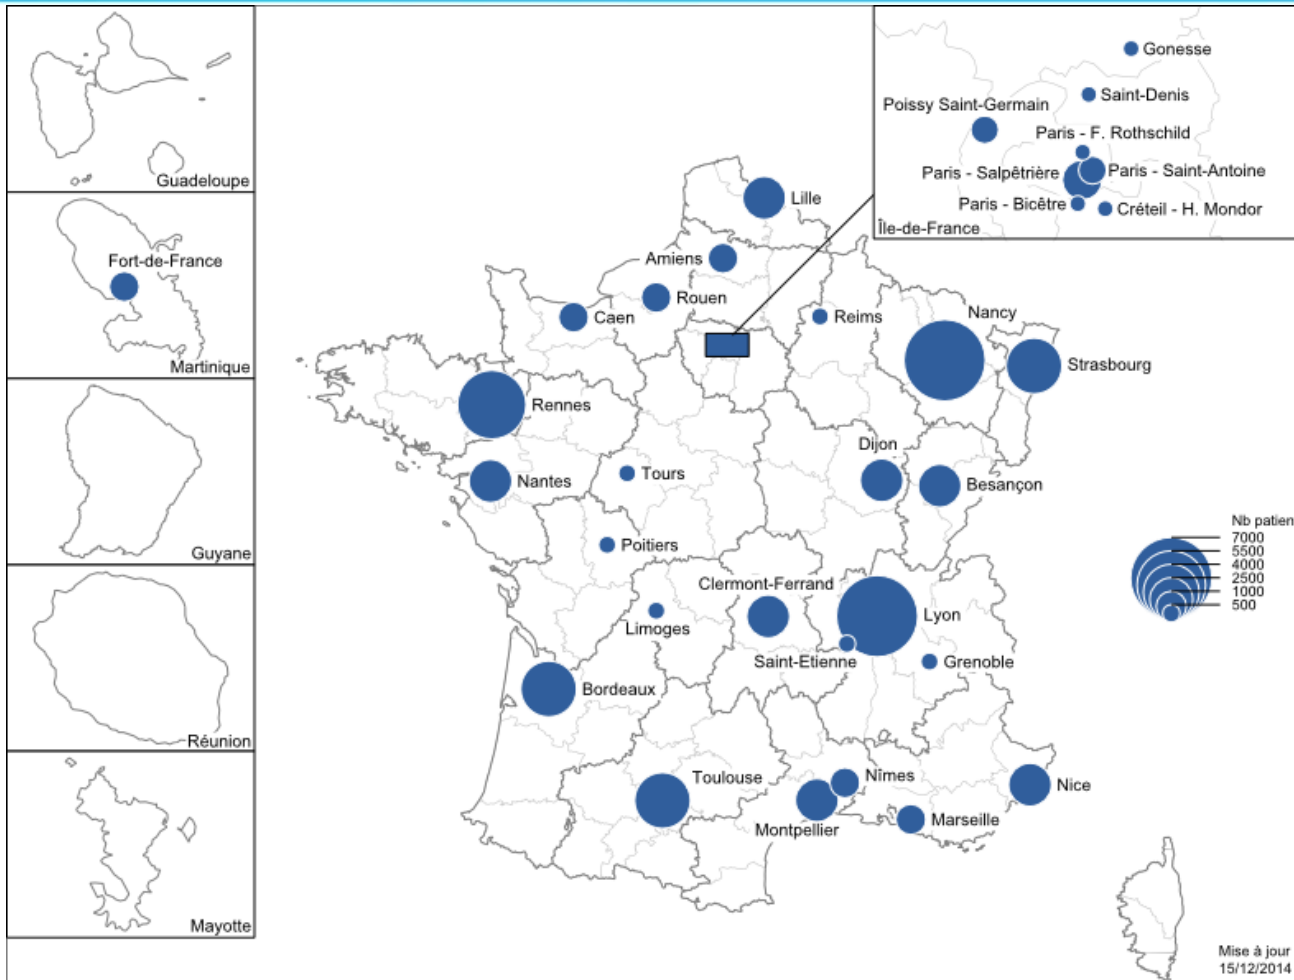 Guadeloupe
Fort-de-France
Martinique
Guyane
Réunion
Mayotte
Gonesse
Saint-Denis
Poissy Saint-Germain
Paris - F. Rothschild
Paris - Salpêtrière
Paris - Saint-Antoine
Paris - Bicêtre
Créteil - H. Mondor
Île-de-France
Lille
Amiens
Rouen
Caen
Reims
Nancy
Strasbourg
Rennes
Dijon
Nantes
Tours
Besançon
Poitiers
Clermont-Ferrand
Limoges
Lyon
Saint-Etienne
Grenoble
Bordeaux
Toulouse
Nîmes
Nice
Montpellier
Marseille
Nb patien
7000
5500
4000
2500
1000
500
Mise à jour
15/12/2014